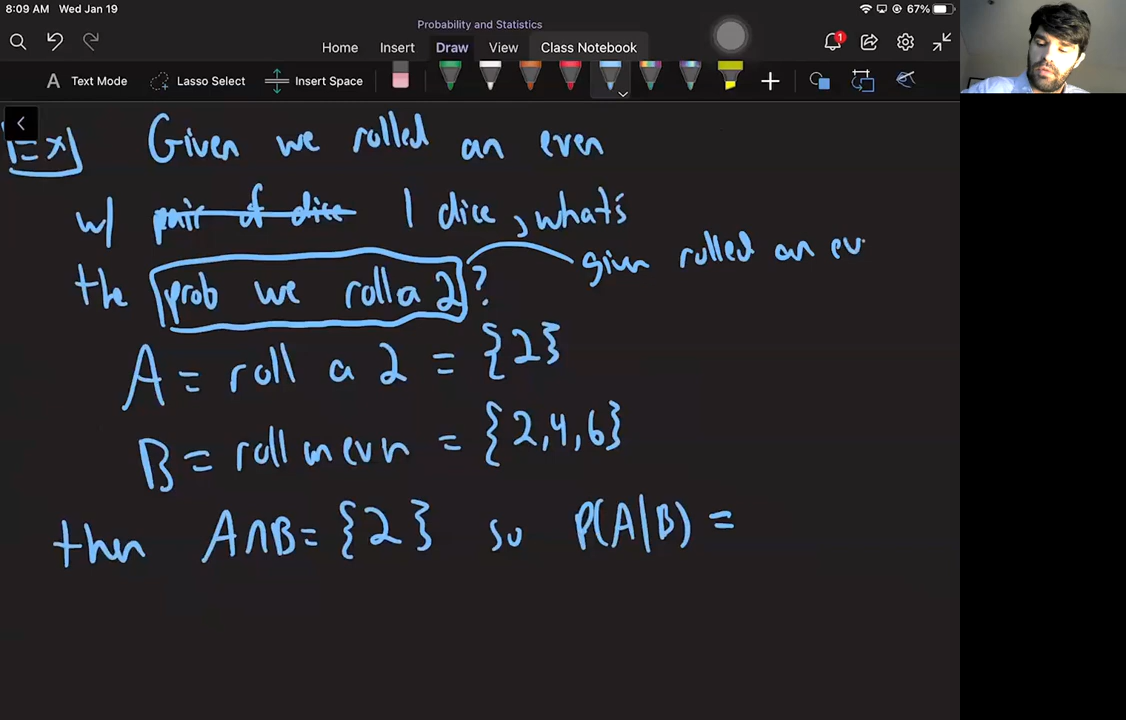 8:09 AM Wed Jan 19
67%
Probability and Statistics
Home Insert Draw View Class Notebook
1
A Text Mode Lasso Select Insert Space
Ex) Given we rolled an even
w/ pair of dice 1 dice, what's
the prob we roll a 2 ? given rolled an ev
A = roll a 2 = {2}
B = roll an evn = {2,4,6}
then A∩B = {2} so P(A|B) =